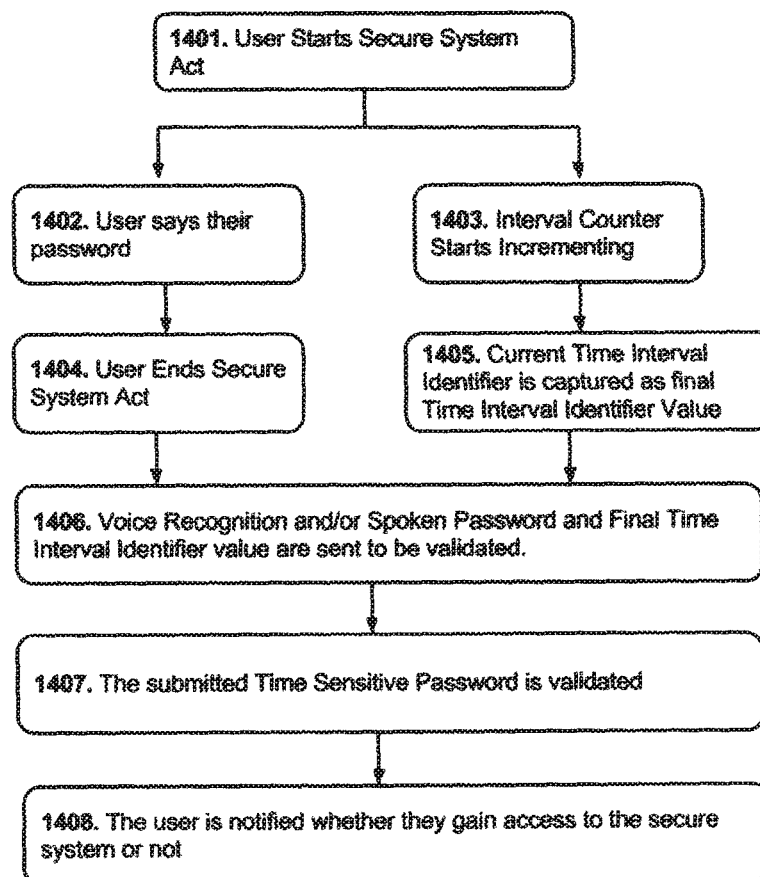 1401. User Starts Secure System
Act
1402. User says their
password
1403. Interval Counter
Starts Incrementing
1404. User Ends Secure
System Act
1405. Current Time Interval
Identifier is captured as final
Time Interval Identifier Value
1406. Voice Recognition and/or Spoken Password and Final Time
Interval Identifier value are sent to be validated.
1407. The submitted Time Sensitive Password is validated
1408. The user is notified whether they gain access to the secure
system or not